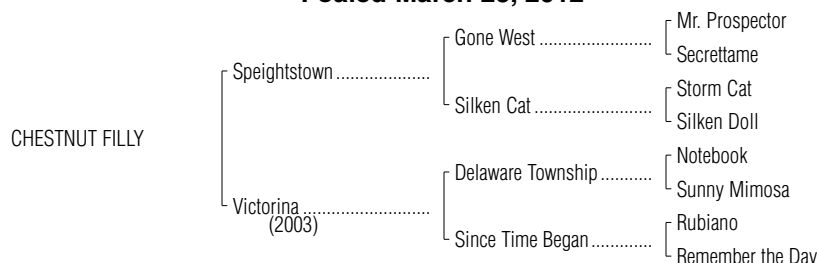 Foaled March 2012
Mr. Prospector
Gone West ........................
Secrettame
Speightstown ....................
Storm Cat
Silken Cat .........................
Silken Doll
CHESTNUT FILLY
Notebook
Delaware Township ...........
Sunny Mimosa
Victorina ...........................
(2003)
Rubiano
Since Time Began .............
Remember the Day